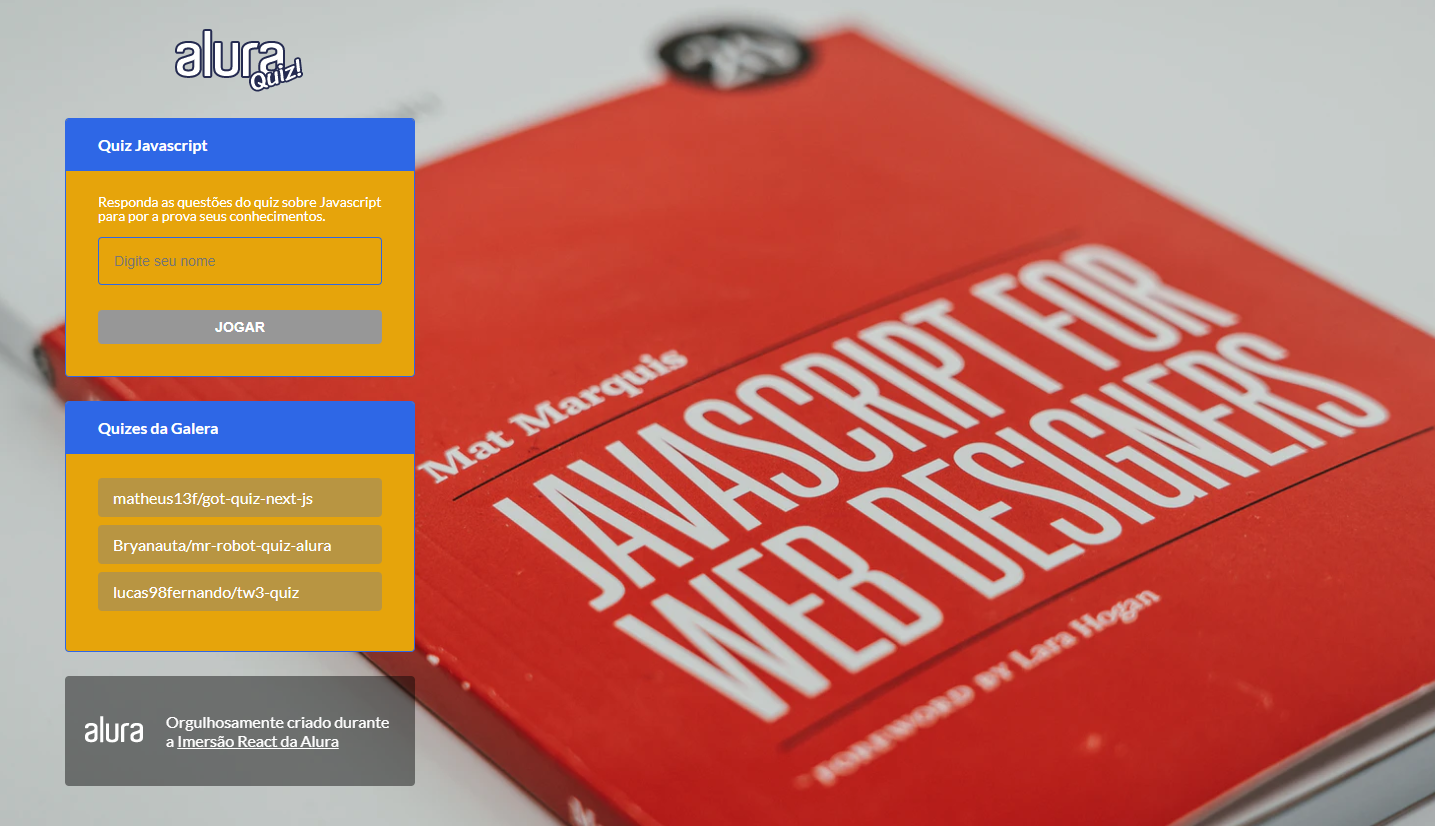 alura
Quiz!
Quiz Javascript
Responda as questões do quiz sobre Javascript
para por a prova seus conhecimentos.
Digite seu nome
JOGAR
Quizes da Galera
matheus13f/got-quiz-next-js
Bryanauta/mr-robot-quiz-alura
lucas98fernando/tw3-quiz
alura
Orgulhosamente criado durante
a Imersão React da Alura
Mat Marquis
JAVASCRIPT FOR
WEB DESIGNERS
FOREWORD BY Lara Hogan